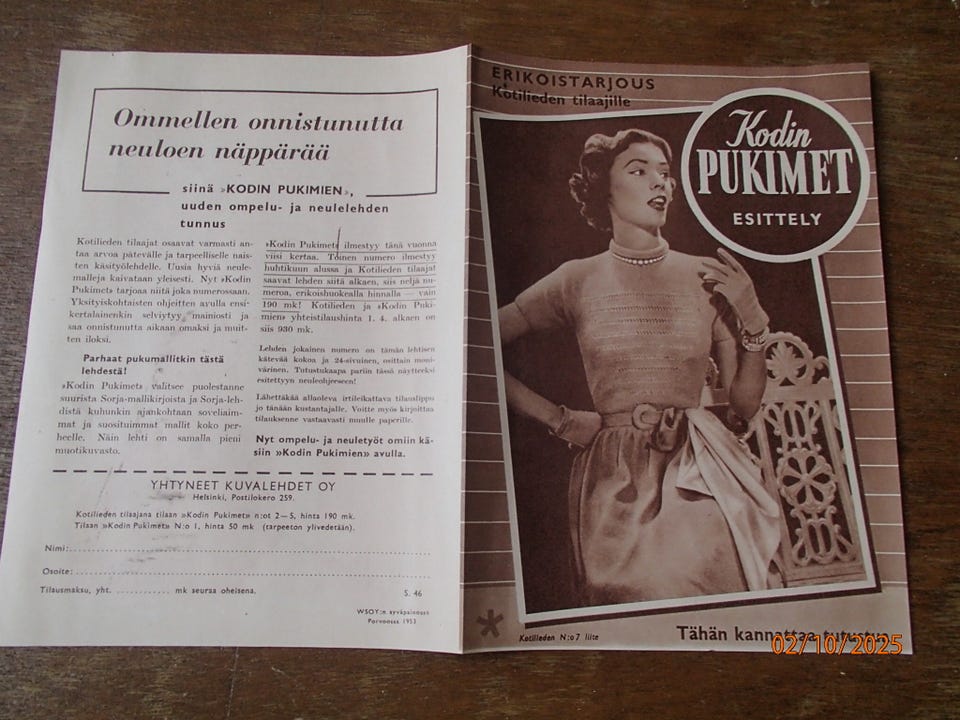 Ommellen onnistunutta
neuloen näppärää
siinä »KODIN PUKIMIEN»,
uuden ompelu- ja neulelehden
tunnus
Kotilieden tilaajat osaavat varmasti an-
taa arvoa pätevälle ja tarpeelliselle nais-
ten käsityölehdelle. Uusia hyviä neule-
malleja kaivataan yleisesti. Nyt »Kodin
Pukimet» tarjoaa niitä joka numerossaan.
Yksityiskohtaisten ohjeitten avulla ensi-
kertalainenkin selviytyy mainiosti ja
saa onnistunutta aikaan omaksi ja muit-
ten iloksi.
Parhaat pukumallitkin tästä
lehdestä!
»Kodin Pukimet» valitsee puolestanne
suurista Sorja-mallikirjoista ja Sorja-leh-
distä kuhunkin ajankohtaan soveliaim-
mat ja suosituimmat mallit koko per-
heelle. Näin lehti on samalla pieni
muotikuvasto.
»Kodin Pukimet» ilmestyy tänä vuonna
viisi kertaa. Toinen numero ilmestyy
huhtikuun alussa ja Kotilieden tilaajat
saavat lehden siitä alkaen, siis neljä nu-
meroa, erikoishuokealla hinnalla — vain
190 mk! Kotilieden ja »Kodin Puki-
mien» yhteistilaushinta 1. 4. alkaen on
siis 930 mk.
Lehden jokainen numero on tämän lehtisen
kätevää kokoa ja 24-sivuinen, osittain moni-
värinen. Tutustukaapa pariin tässä näytteeksi
esitettyyn neuleohjeeseen!
Lähettäkää allaoleva irtileikattava tilauslippu
jo tänään kustantajalle. Voitte myös kirjoittaa
tilauksenne vastaavasti muulle paperille.
Nyt ompelu- ja neuletyöt omiin kä-
siin »Kodin Pukimien» avulla.
YHTYNEET KUVALEHDET OY
Helsinki, Postilokero 259.
Kotilieden tilaajana tilaan »Kodin Pukimet» n:ot 2—5, hinta 190 mk.
Tilaan »Kodin Pukimet» N:o 1, hinta 50 mk (tarpeeton ylivedetään).
Nimi:
Osoite:
Tilausmaksu, yht. ............ mk seuraa oheisena.
S. 46
WSOY:n syväpainossa
Porvoossa 1953
ERIKOISTARJOUS
Kotilieden tilaajille
Kodin
PUKIMET
ESITTELY
* Kotilieden N:o 7 liite
Tähän kannattaa tutustua
02/10/2025